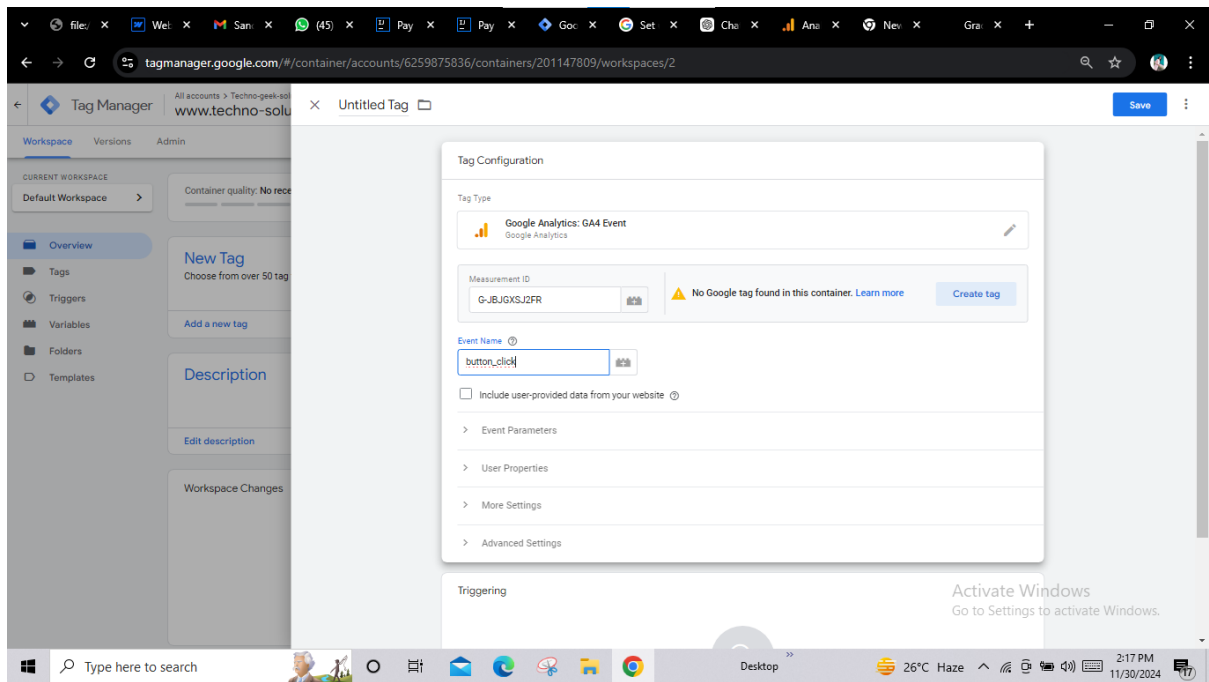 file:/
Wel
San
(45)
Pay
Pay
Goo
Set
Cha
Ana
Nev
Gra
tagmanager.google.com/#/container/accounts/6259875836/containers/201147809/workspaces/2
Tag Manager
All accounts > Techno-geek-sol
www.techno-solu
Untitled Tag
Save
Workspace Versions Admin
CURRENT WORKSPACE
Default Workspace
Container quality: No rece
Overview
Tags
Triggers
Variables
Folders
Templates
New Tag
Choose from over 50 tag
Add a new tag
Description
Edit description
Workspace Changes
Tag Configuration
Tag Type
Google Analytics: GA4 Event
Google Analytics
Measurement ID
G-JBJGXSJ2FR
No Google tag found in this container. Learn more
Create tag
Event Name
button_click
Include user-provided data from your website
Event Parameters
User Properties
More Settings
Advanced Settings
Triggering
Activate Windows
Go to Settings to activate Windows.
Type here to search
Desktop
26°C Haze
2:17 PM
11/30/2024
17